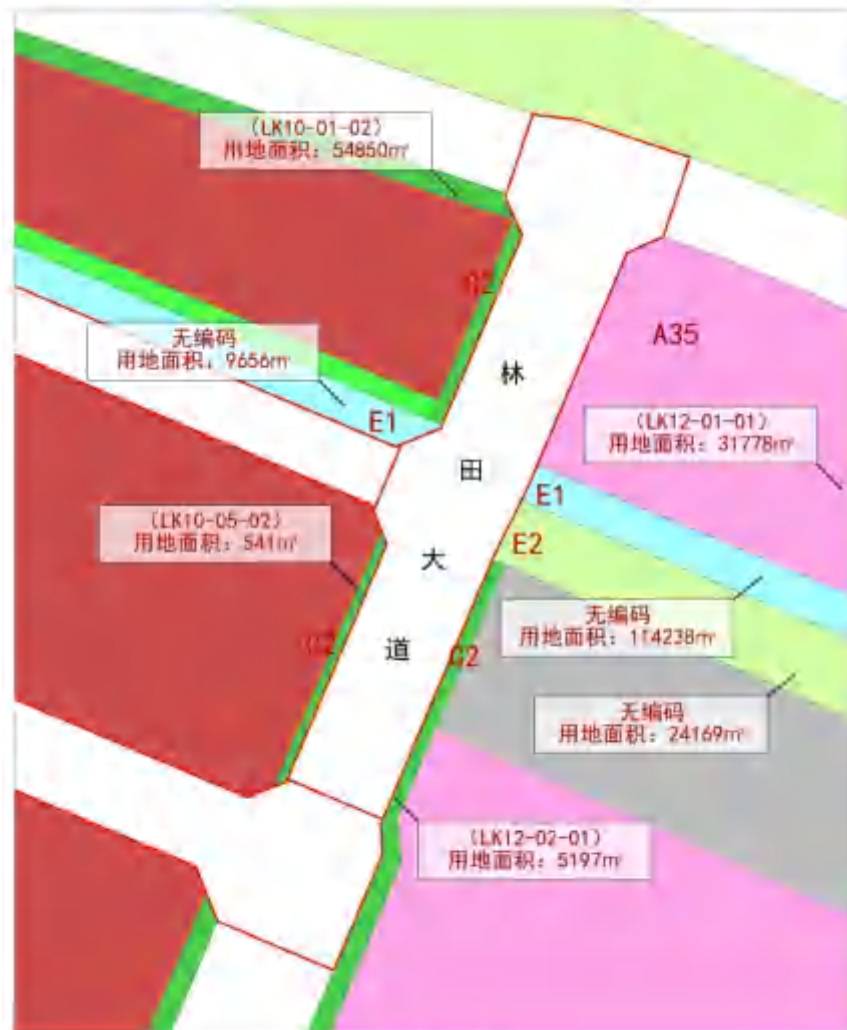 (LK10-01-02)
用地面积：54850㎡
G2
A35
林
无编码
用地面积：9656㎡
E1
(LK12-01-01)
用地面积：31778㎡
田
E1
(LK10-05-02)
用地面积：541㎡
E2
大
无编码
用地面积：114238㎡
G2
道
G2
无编码
用地面积：24169㎡
(LK12-02-01)
用地面积：5197㎡